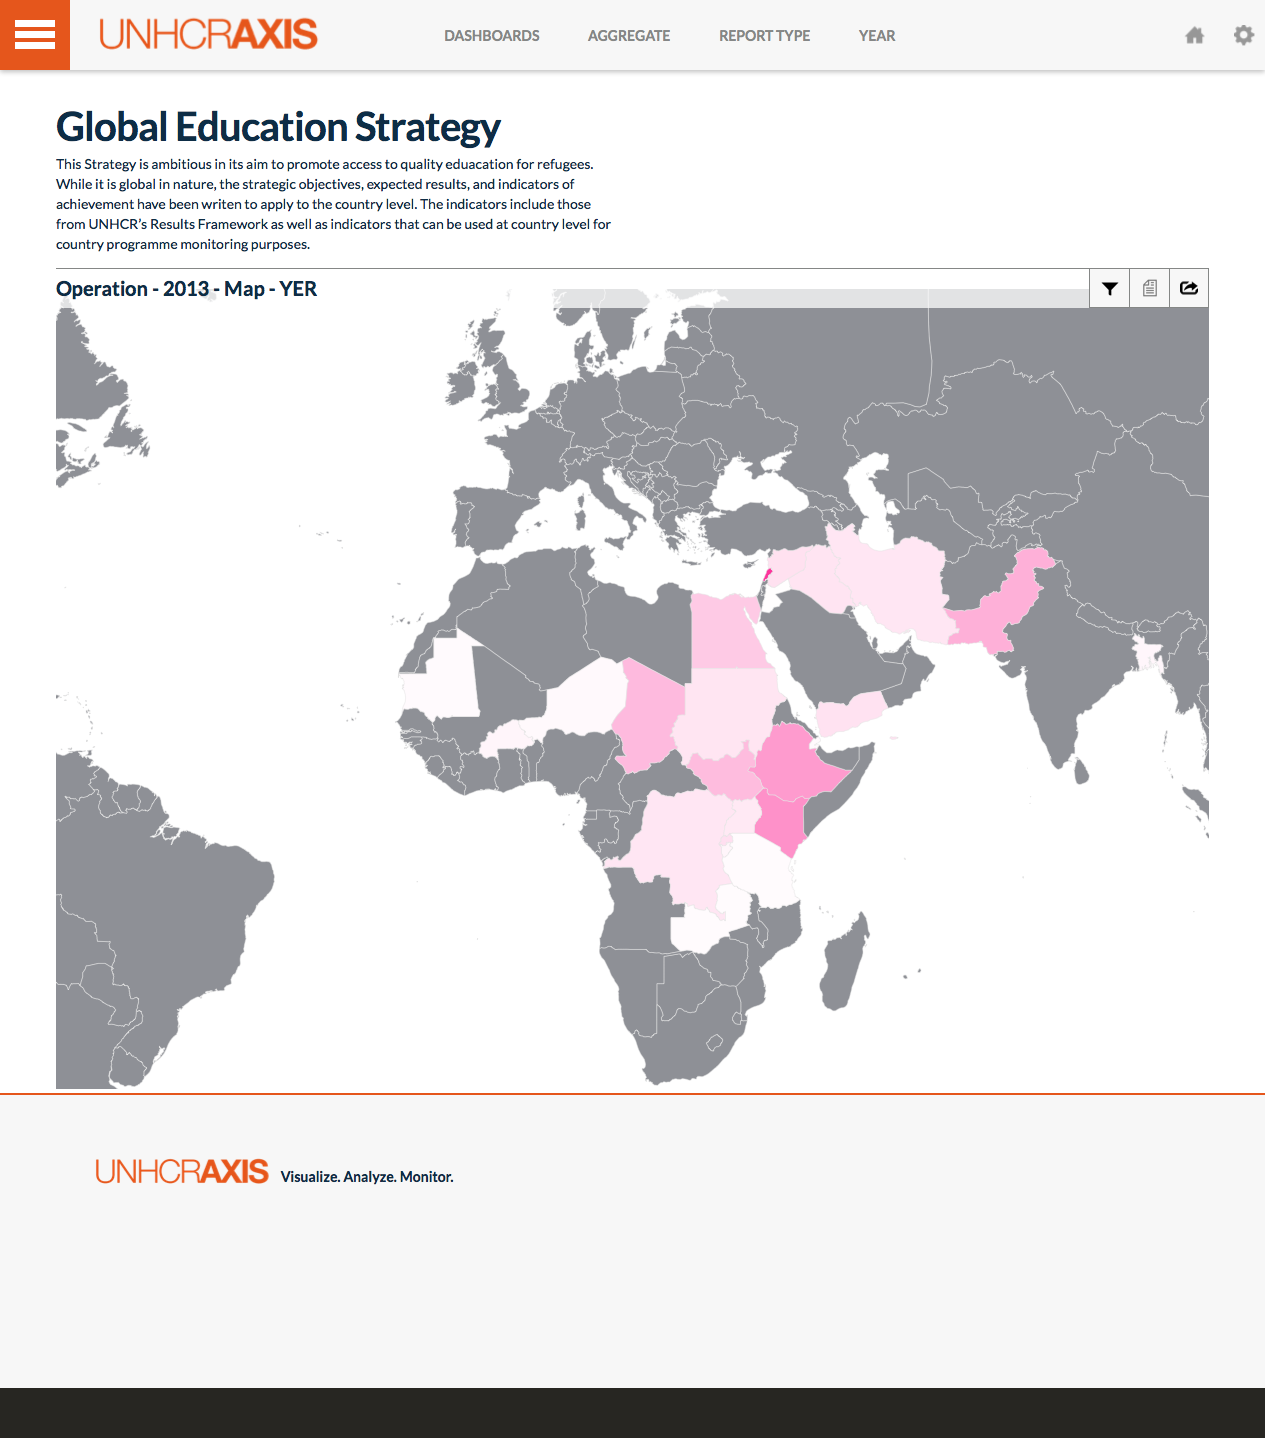 UNHCRAXIS
DASHBOARDS
AGGREGATE
REPORT TYPE
YEAR
Global Education Strategy
This Strategy is ambitious in its aim to promote access to quality eduacation for refugees.
While it is global in nature, the strategic objectives, expected results, and indicators of
achievement have been writen to apply to the country level. The indicators include those
from UNHCR's Results Framework as well as indicators that can be used at country level for
country programme monitoring purposes.
Operation - 2013 - Map - YER
UNHCRAXIS Visualize. Analyze. Monitor.